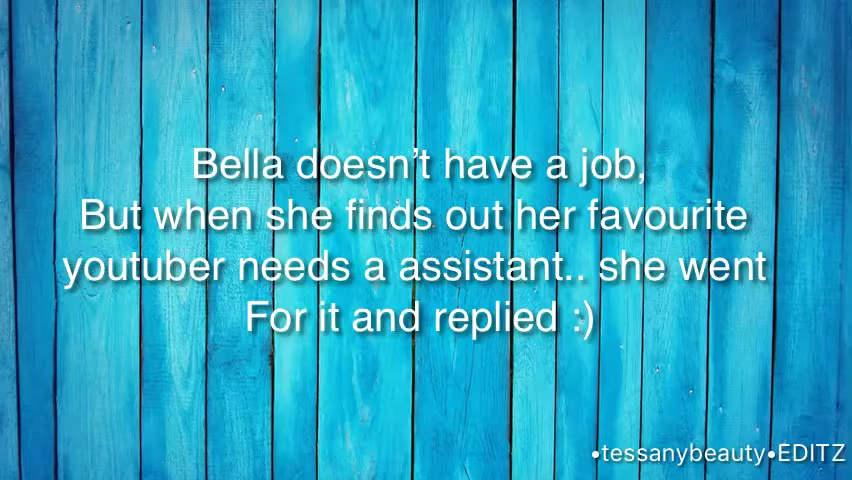 Bella doesn’t have a job,
But when she finds out her favourite
youtuber needs a assistant.. she went
For it and replied :)
•tessanybeauty•EDITZ